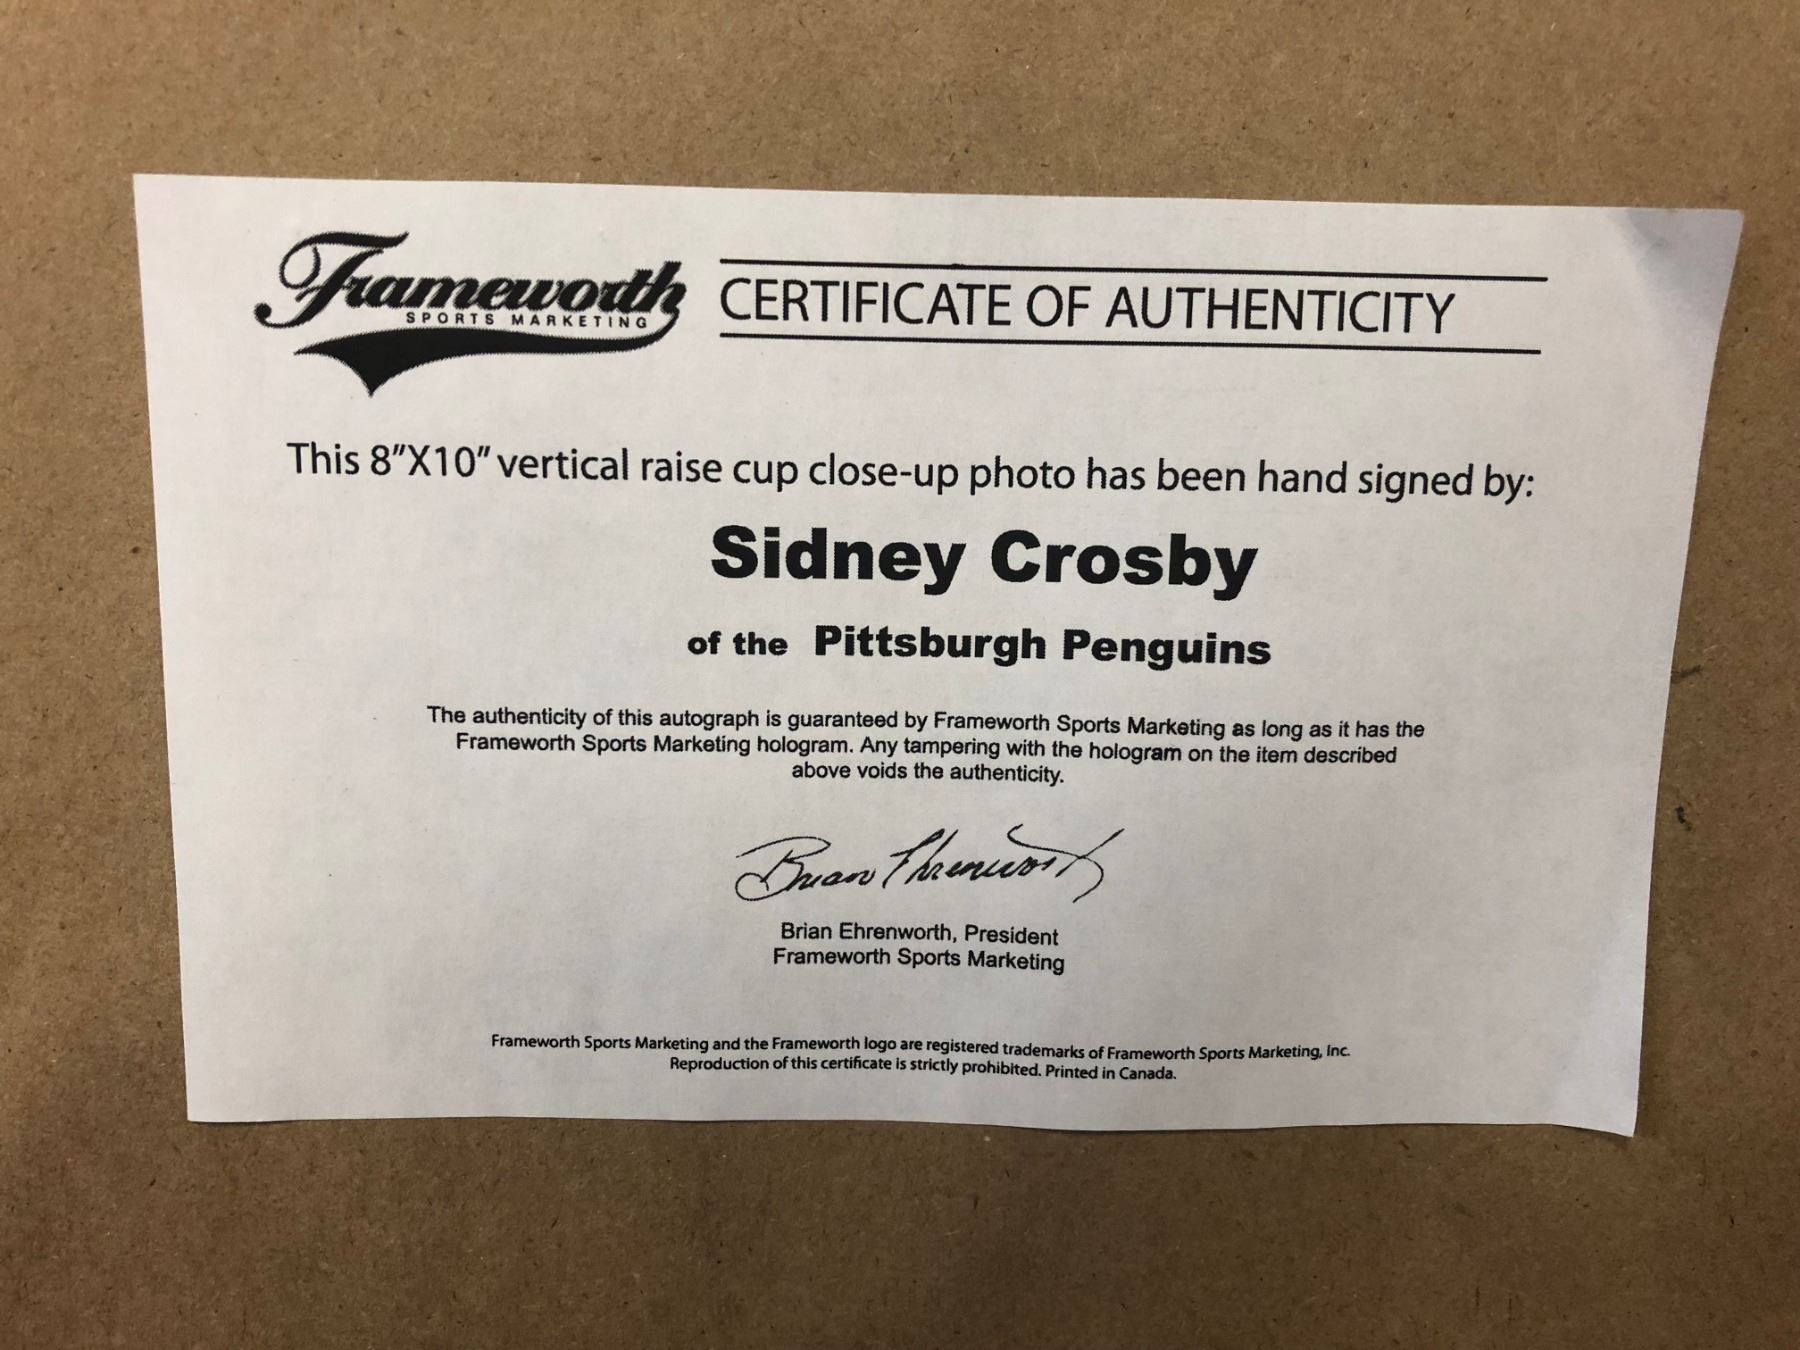 Frameworth
SPORTS MARKETING
CERTIFICATE OF AUTHENTICITY
This 8"X10" vertical raise cup close-up photo has been hand signed by:
Sidney Crosby
of the Pittsburgh Penguins
The authenticity of this autograph is guaranteed by Frameworth Sports Marketing as long as it has the
Frameworth Sports Marketing hologram. Any tampering with the hologram on the item described
above voids the authenticity.
Brian Ehrenworth
Brian Ehrenworth, President
Frameworth Sports Marketing
Frameworth Sports Marketing and the Frameworth logo are registered trademarks of Frameworth Sports Marketing, Inc.
Reproduction of this certificate is strictly prohibited. Printed in Canada.